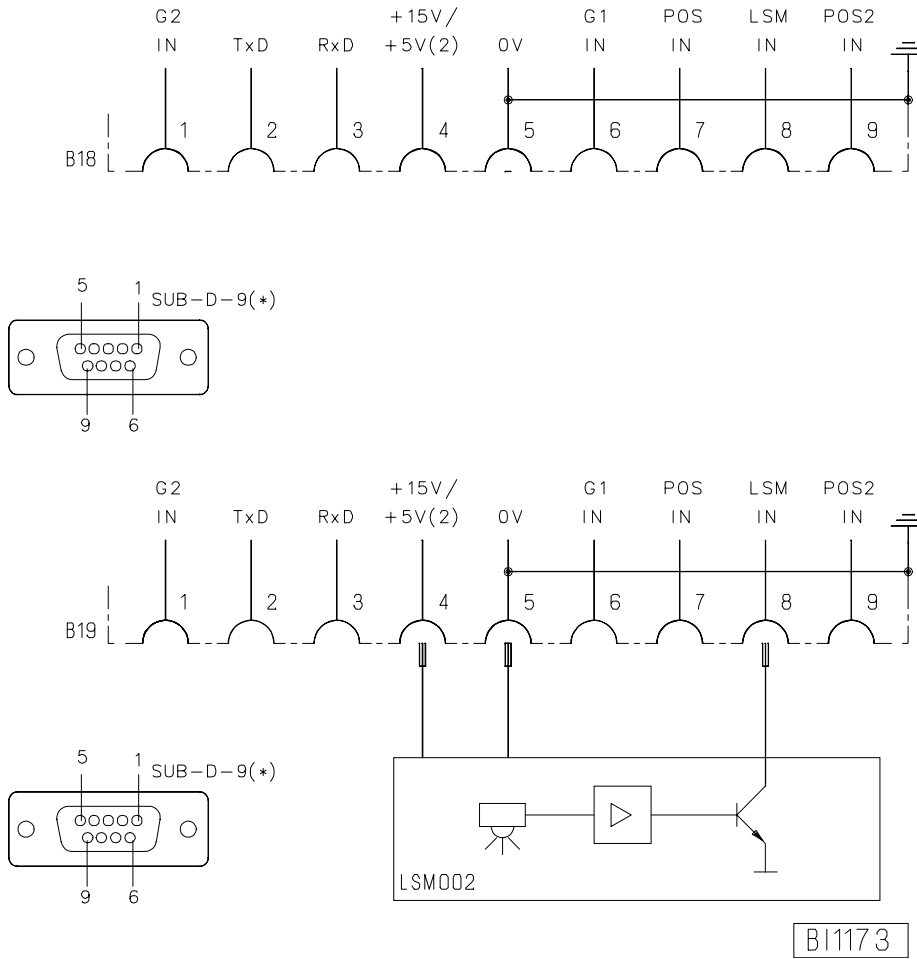 G2 +15V/ G1 POS LSM POS2
IN TxD RxD +5V(2) 0V IN IN IN IN
1 2 3 4 5 6 7 8 9
B18
5 1 SUB-D-9(*)
9 6
G2 +15V/ G1 POS LSM POS2
IN TxD RxD +5V(2) 0V IN IN IN IN
1 2 3 4 5 6 7 8 9
B19
5 1 SUB-D-9(*)
9 6
LSM002
BI1173